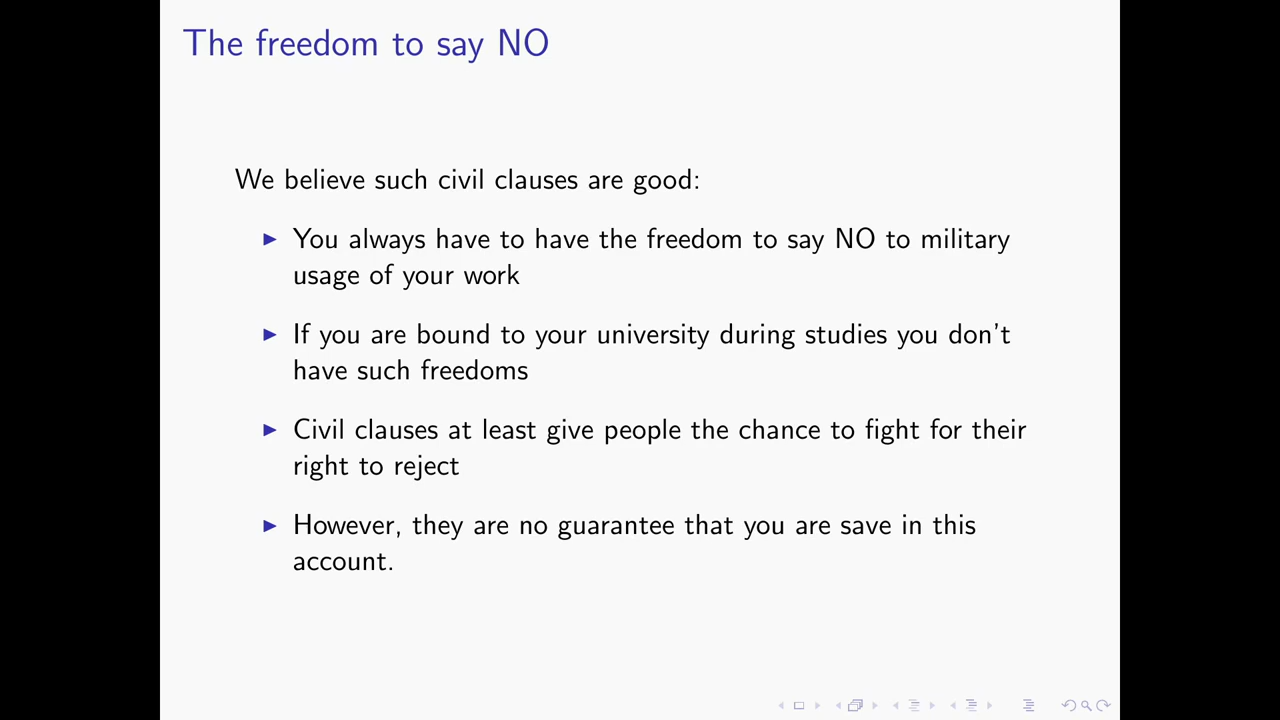 The freedom to say NO
We believe such civil clauses are good:
▶ You always have to have the freedom to say NO to military
usage of your work
▶ If you are bound to your university during studies you don't
have such freedoms
▶ Civil clauses at least give people the chance to fight for their
right to reject
▶ However, they are no guarantee that you are save in this
account.